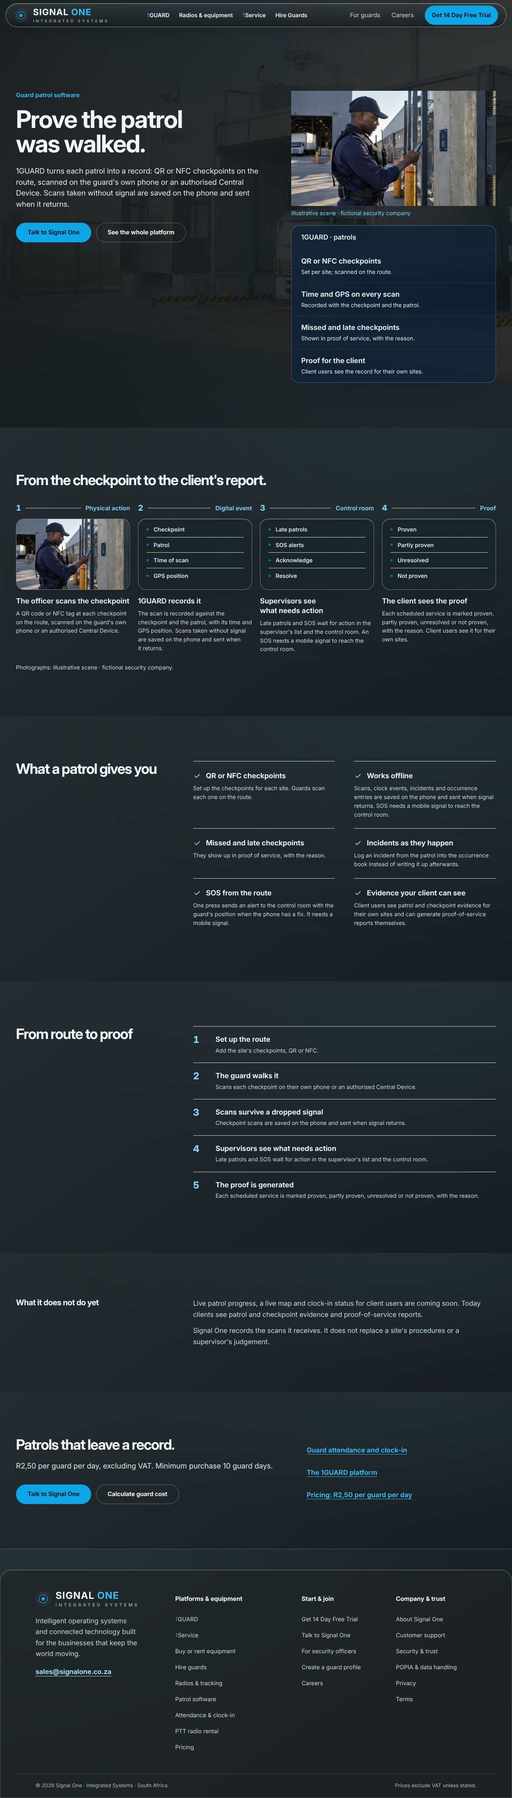 SIGNAL ONE
INTEGRATED SYSTEMS
1GUARD
Radios & equipment
1Service
Hire Guards
For guards
Careers
Get 14 Day Free Trial
Guard patrol software
Prove the patrol
was walked.
1GUARD turns each patrol into a record: QR or NFC checkpoints on the
route, scanned on the guard's own phone or an authorised Central
Device. Scans taken without signal are saved on the phone and sent
when it returns.
Talk to Signal One
See the whole platform
Illustrative scene · fictional security company
1GUARD · patrols
QR or NFC checkpoints
Set per site; scanned on the route.
Time and GPS on every scan
Recorded with the checkpoint and the patrol.
Missed and late checkpoints
Shown in proof of service, with the reason.
Proof for the client
Client users see the record for their own sites.
From the checkpoint to the client's report.
1
Physical action
2
Digital event
3
Control room
4
Proof
Checkpoint
Patrol
Time of scan
GPS position
Late patrols
SOS alerts
Acknowledge
Resolve
Proven
Partly proven
Unresolved
Not proven
The officer scans the checkpoint
A QR code or NFC tag at each checkpoint
on the route, scanned on the guard's own
phone or an authorised Central Device.
1GUARD records it
The scan is recorded against the
checkpoint and the patrol, with its time and
GPS position. Scans taken without signal
are saved on the phone and sent when
it returns.
Supervisors see
what needs action
Late patrols and SOS wait for action in the
supervisor's list and the control room. An
SOS needs a mobile signal to reach the
control room.
The client sees the proof
Each scheduled service is marked proven,
partly proven, unresolved or not proven,
with the reason. Client users see it for their
own sites.
Photographs: illustrative scene · fictional security company.
What a patrol gives you
QR or NFC checkpoints
Set up the checkpoints for each site. Guards scan
each one on the route.
Works offline
Scans, clock events, incidents and occurrence
entries are saved on the phone and sent when signal
returns. SOS needs a mobile signal to reach the
control room.
Missed and late checkpoints
They show up in proof of service, with the reason.
Incidents as they happen
Log an incident from the patrol into the occurrence
book instead of writing it up afterwards.
SOS from the route
One press sends an alert to the control room with the
guard's position when the phone has a fix. It needs a
mobile signal.
Evidence your client can see
Client users see patrol and checkpoint evidence for
their own sites and can generate proof-of-service
reports themselves.
From route to proof
1
Set up the route
Add the site's checkpoints, QR or NFC.
2
The guard walks it
Scans each checkpoint on their own phone or an authorised Central Device.
3
Scans survive a dropped signal
Checkpoint scans are saved on the phone and sent when signal returns.
4
Supervisors see what needs action
Late patrols and SOS wait for action in the supervisor's list and the control room.
5
The proof is generated
Each scheduled service is marked proven, partly proven, unresolved or not proven, with the reason.
What it does not do yet
Live patrol progress, a live map and clock-in status for client users are coming soon. Today
clients see patrol and checkpoint evidence and proof-of-service reports.
Signal One records the scans it receives. It does not replace a site's procedures or a
supervisor's judgement.
Patrols that leave a record.
R2,50 per guard per day, excluding VAT. Minimum purchase 10 guard days.
Talk to Signal One
Calculate guard cost
Guard attendance and clock-in
The 1GUARD platform
Pricing: R2,50 per guard per day
SIGNAL ONE
INTEGRATED SYSTEMS
Intelligent operating systems
and connected technology built
for the businesses that keep the
world moving.
sales@signalone.co.za
Platforms & equipment
1GUARD
1Service
Buy or rent equipment
Hire guards
Radios & tracking
Patrol software
Attendance & clock-in
PTT radio rental
Pricing
Start & join
Get 14 Day Free Trial
Talk to Signal One
For security officers
Create a guard profile
Careers
Company & trust
About Signal One
Customer support
Security & trust
POPIA & data handling
Privacy
Terms
© 2026 Signal One · Integrated Systems · South Africa
Prices exclude VAT unless stated.